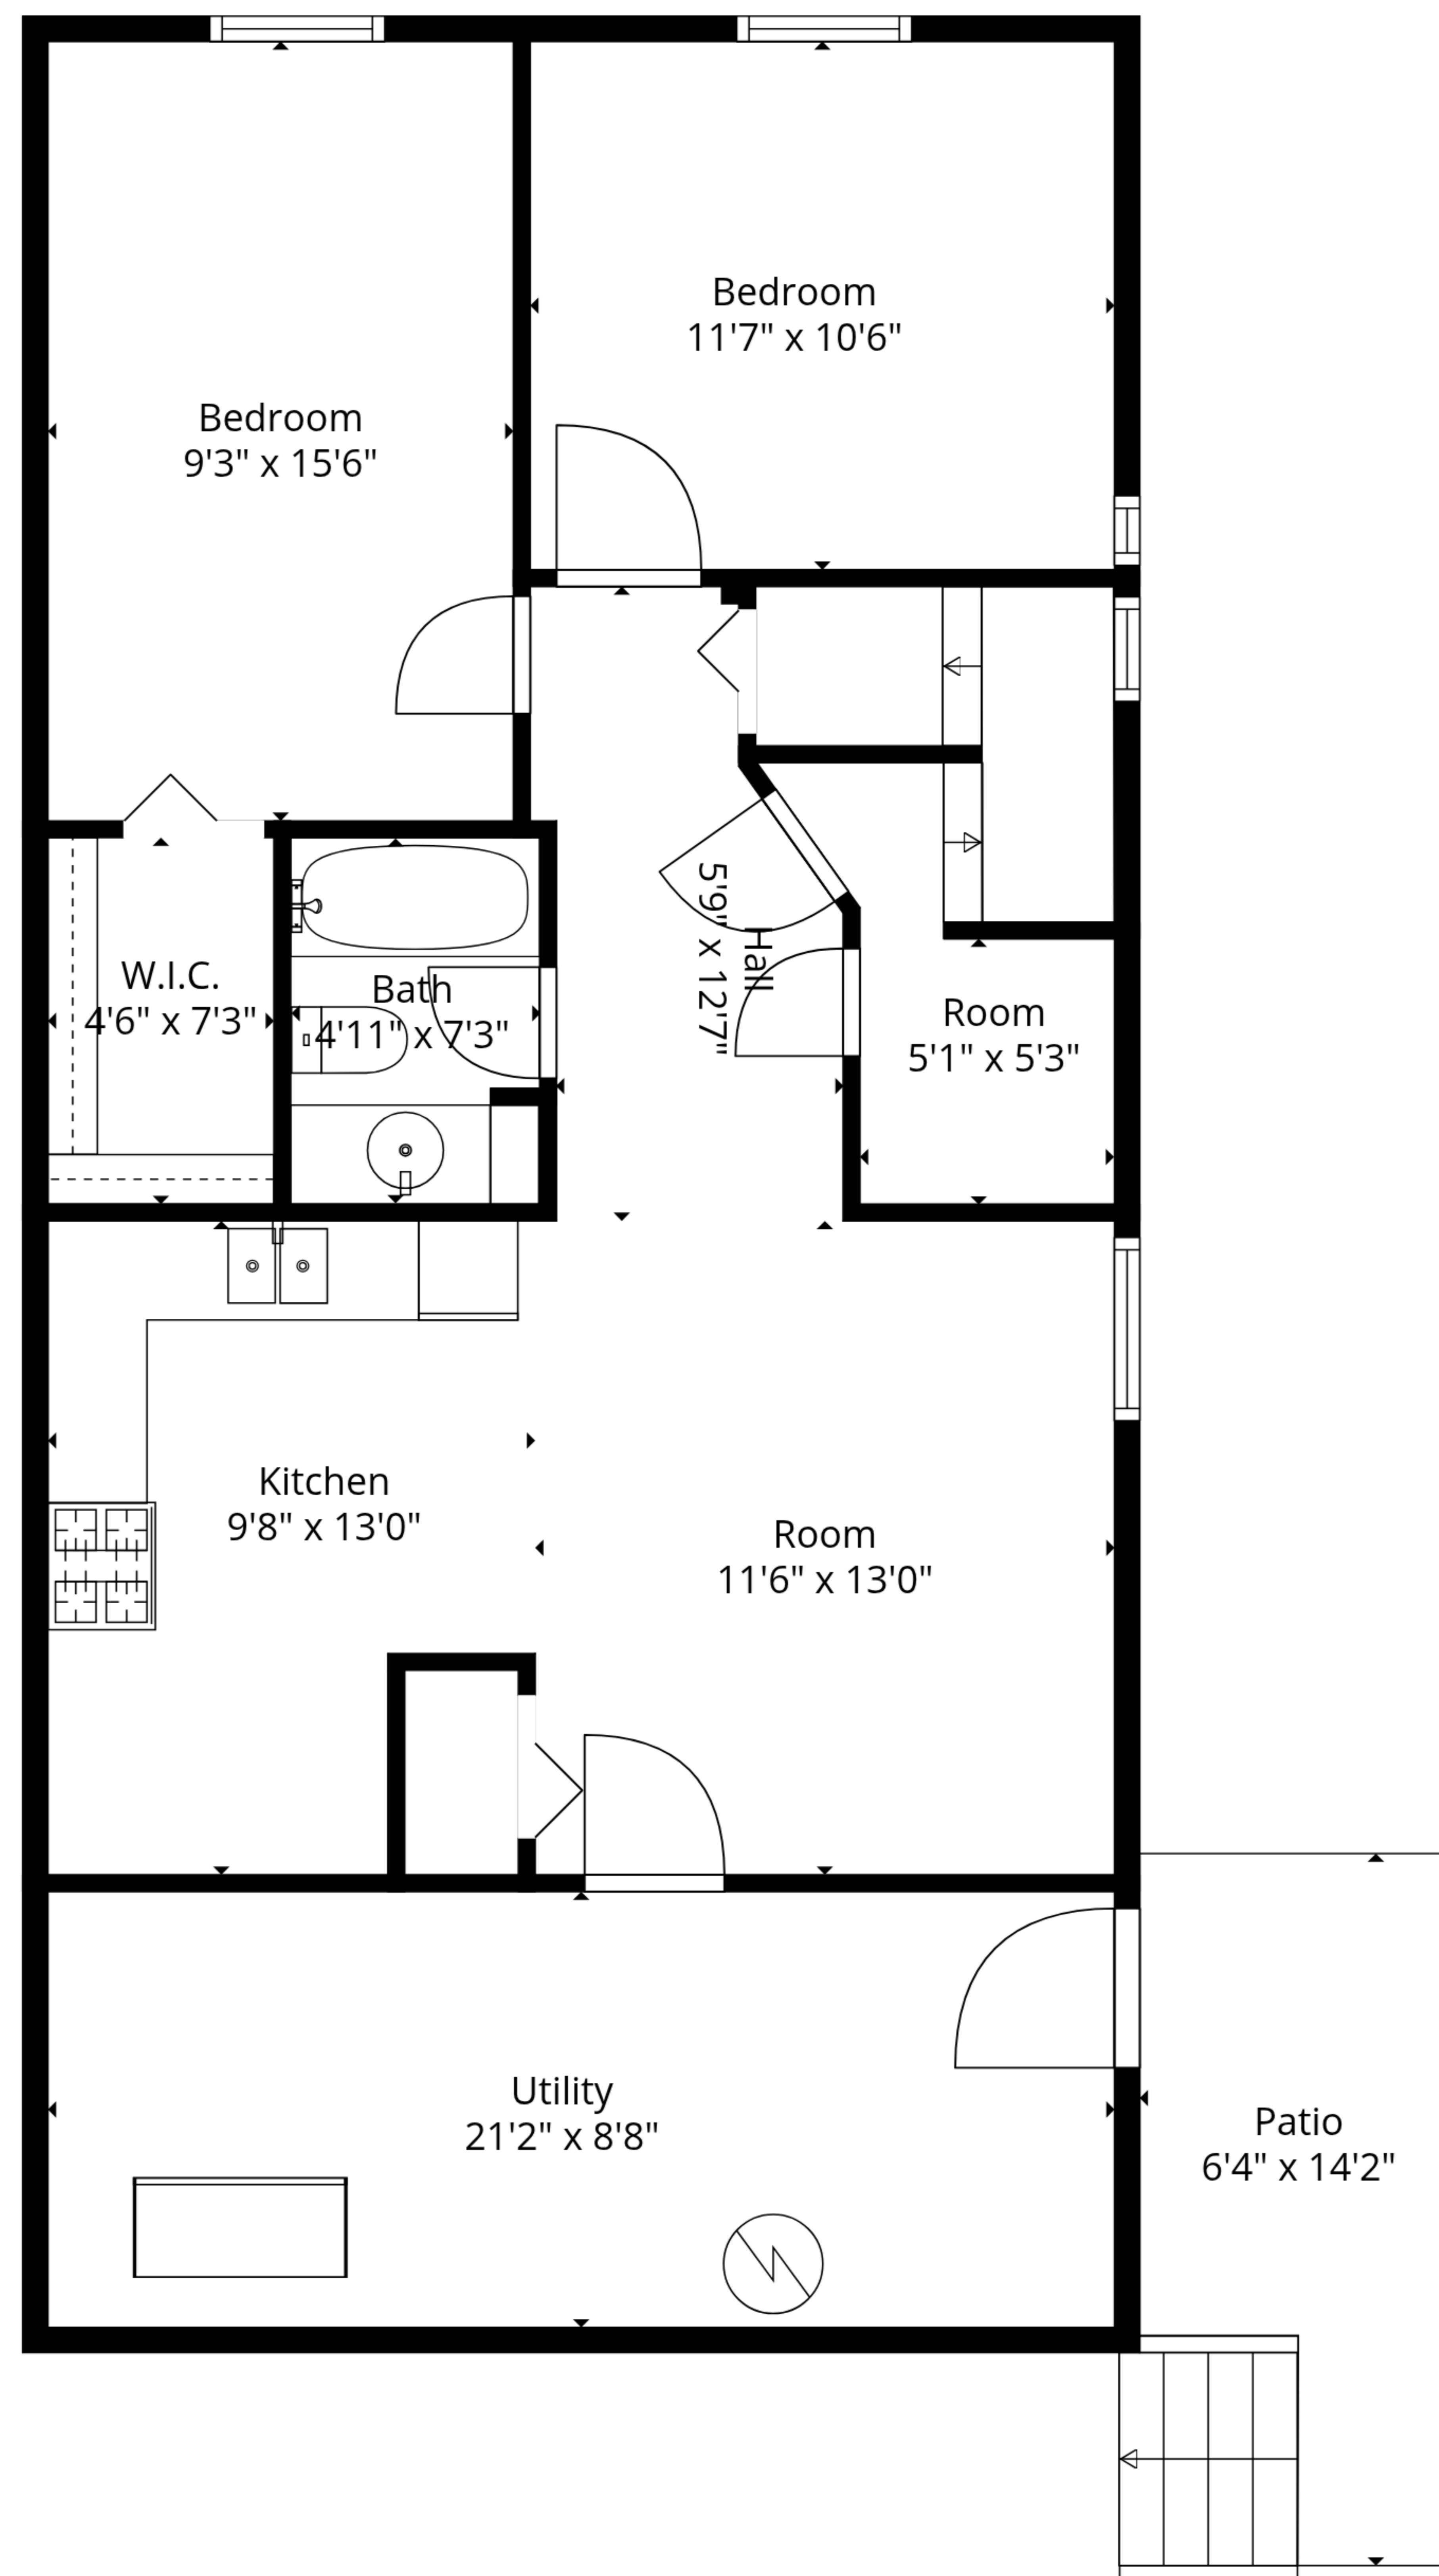 Bedroom
11'7" x 10'6"
Bedroom
9'3" x 15'6"
Hall
5'9" x 12'7"
W.I.C.
4'6" x 7'3"
Bath
4'11" x 7'3"
Room
5'1" x 5'3"
Kitchen
9'8" x 13'0"
Room
11'6" x 13'0"
Utility
21'2" x 8'8"
Patio
6'4" x 14'2"